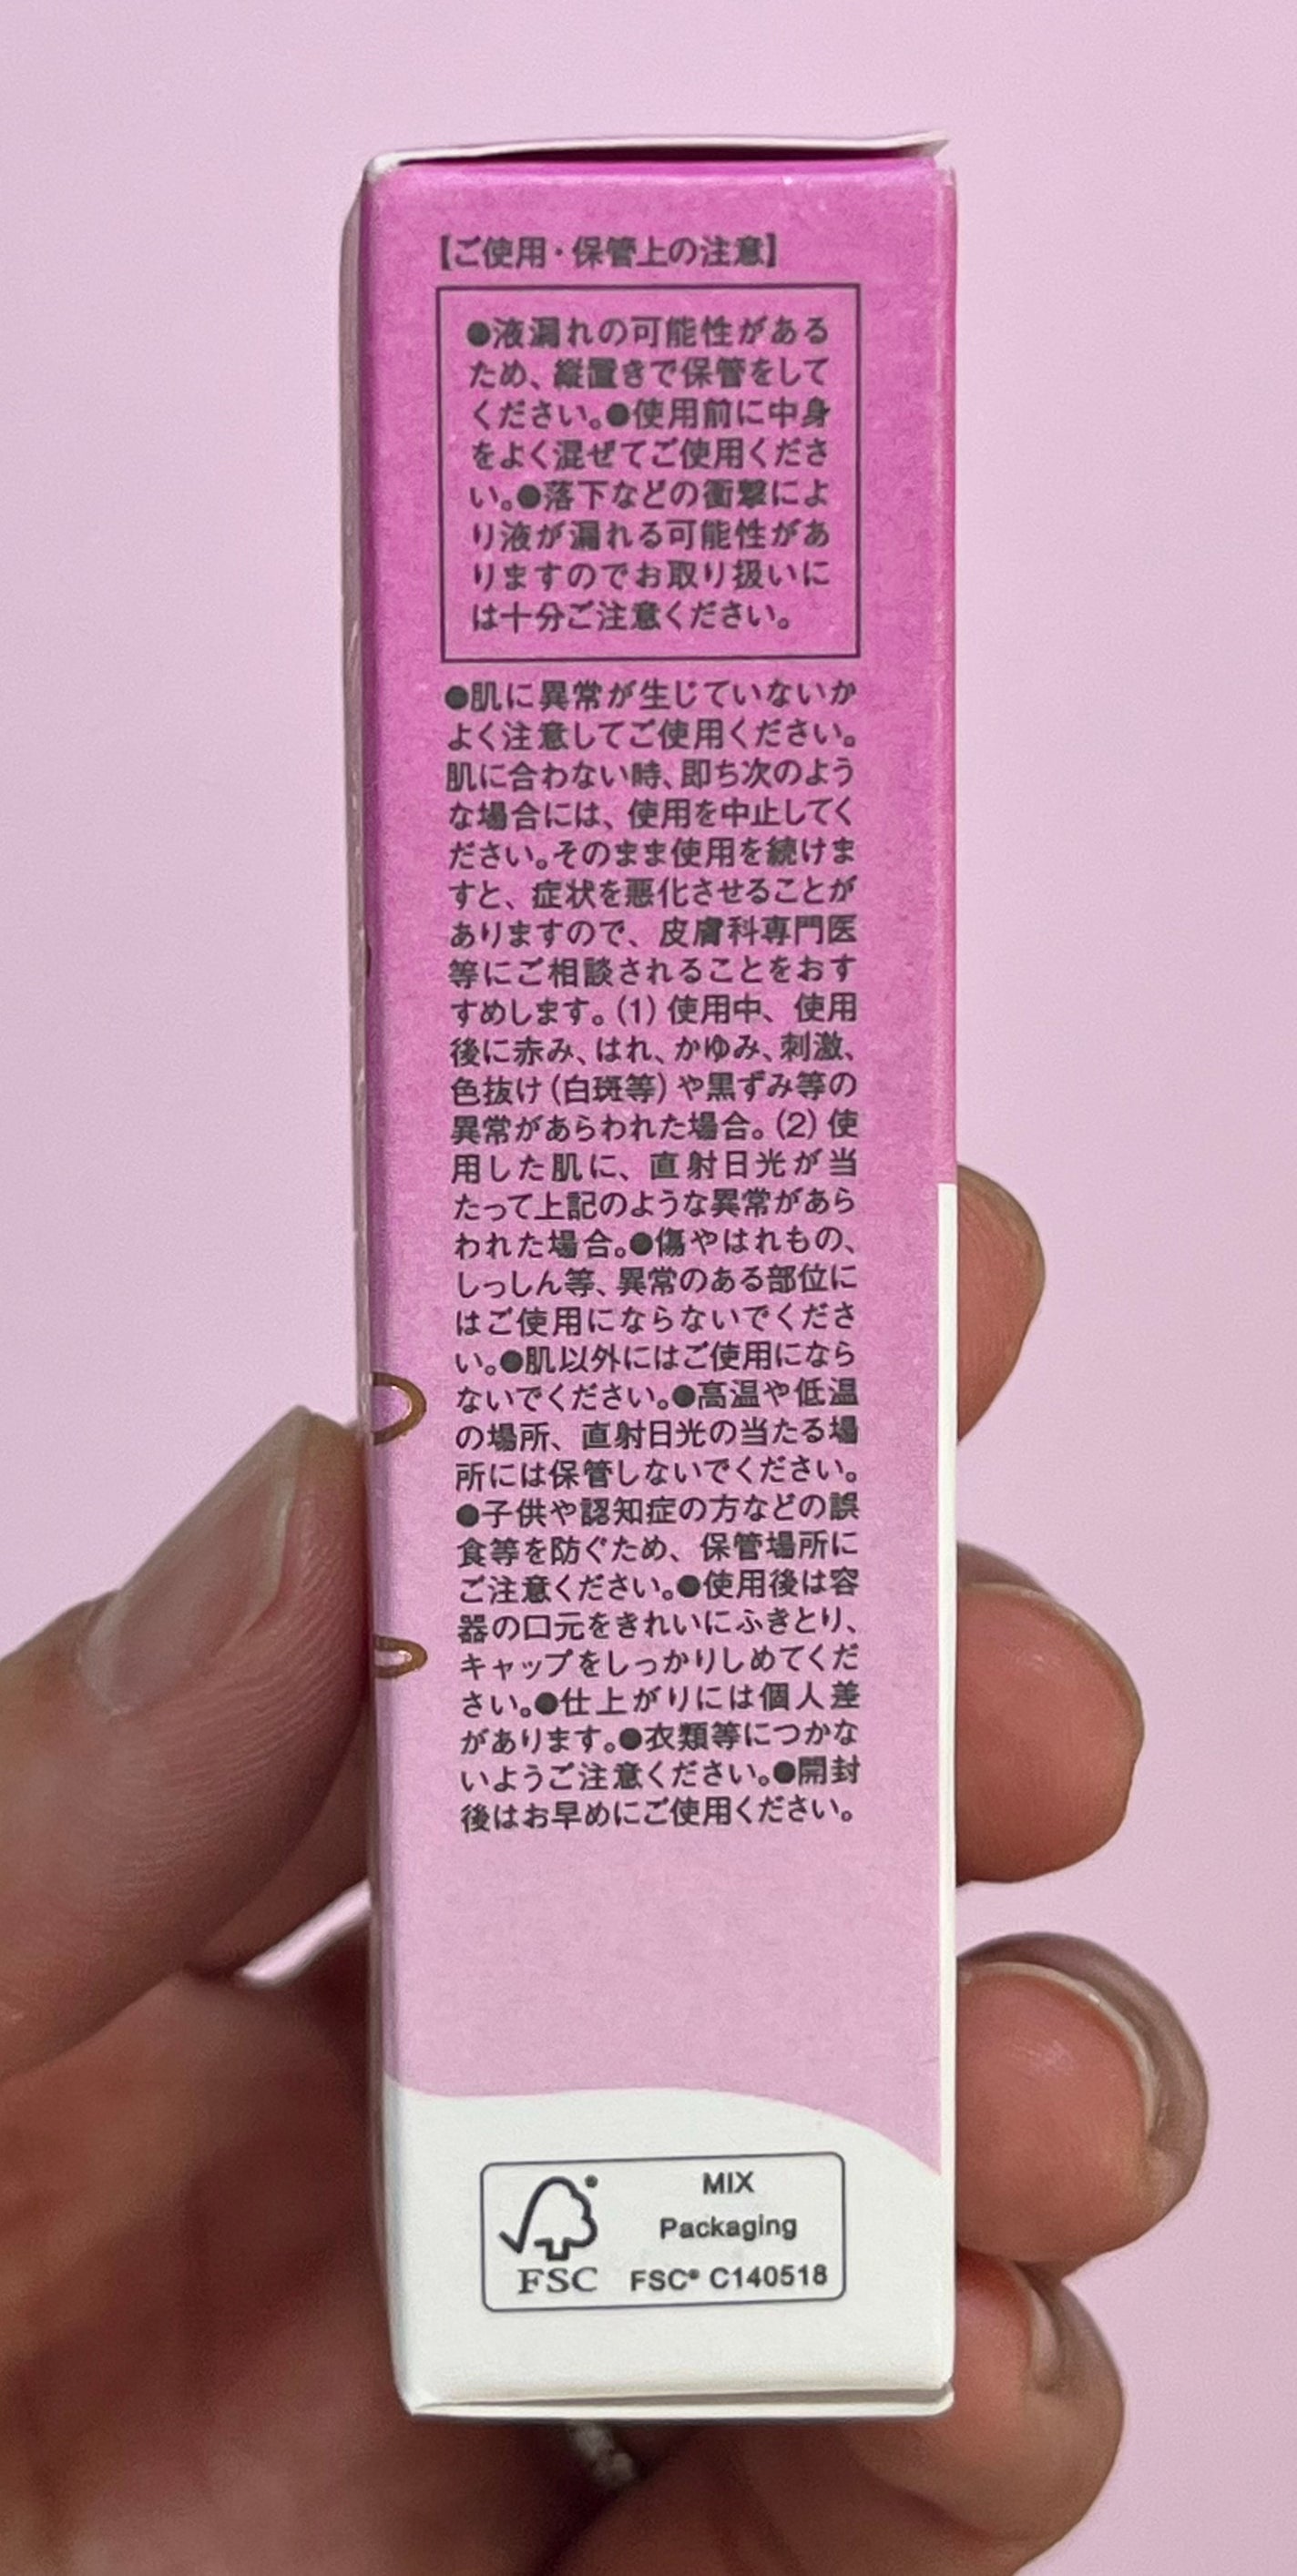 【ご使用・保管上の注意】
●液漏れの可能性がある
ため、縦置きで保管をして
ください。●使用前に中身
をよく混ぜてご使用くださ
い。●落下などの衝撃によ
り液が漏れる可能性があ
りますのでお取り扱いに
は十分ご注意ください。
●肌に異常が生じていないか
よく注意してご使用ください。
肌に合わない時、即ち次のよう
な場合には、使用を中止してく
ださい。そのまま使用を続けま
すと、症状を悪化させることが
ありますので、皮膚科専門医
等にご相談されることをおす
すめします。(1) 使用中、使用
後に赤み、はれ、かゆみ、刺激、
色抜け(白斑等)や黒ずみ等の
異常があらわれた場合。(2) 使
用した肌に、直射日光が当
たって上記のような異常があら
われた場合。●傷やはれもの、
しっしん等、異常のある部位に
はご使用にならないでくださ
い。●肌以外にはご使用になら
ないでください。●高温や低温
の場所、直射日光の当たる場
所には保管しないでください。
●子供や認知症の方などの誤
食等を防ぐため、保管場所に
ご注意ください。●使用後は容
器の口元をきれいにふきとり、
キャップをしっかりしめてくだ
さい。●仕上がりには個人差
があります。●衣類等につかな
いようご注意ください。●開封
後はお早めにご使用ください。
FSC
MIX
Packaging
FSC® C140518